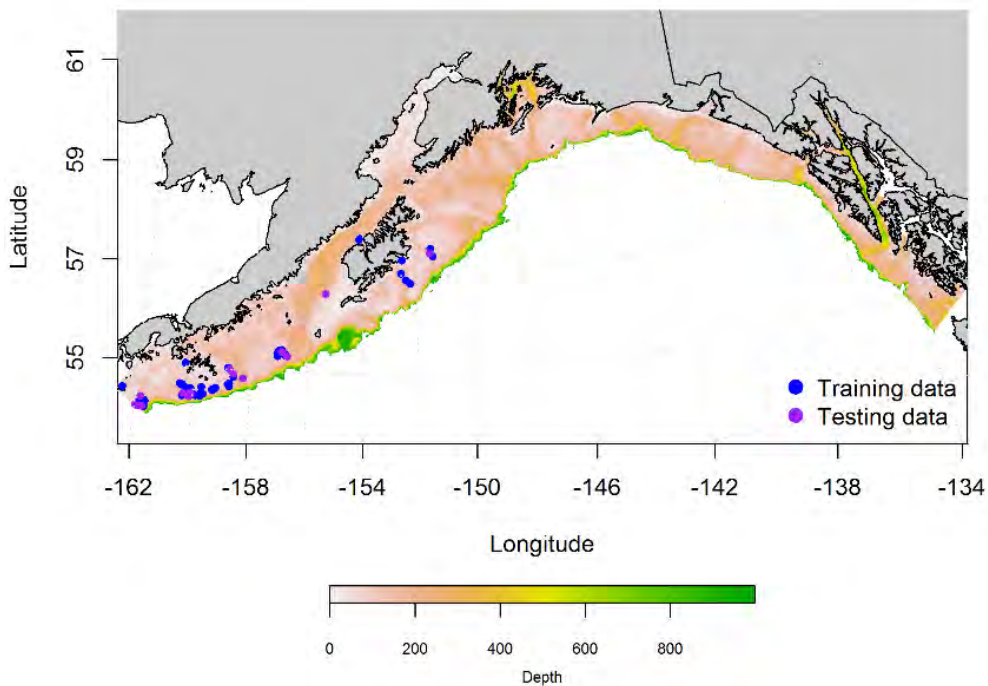 61
59
57
55
Latitude
Training data
Testing data
-162 -158 -154 -150 -146 -142 -138 -134
Longitude
0 200 400 600 800
Depth